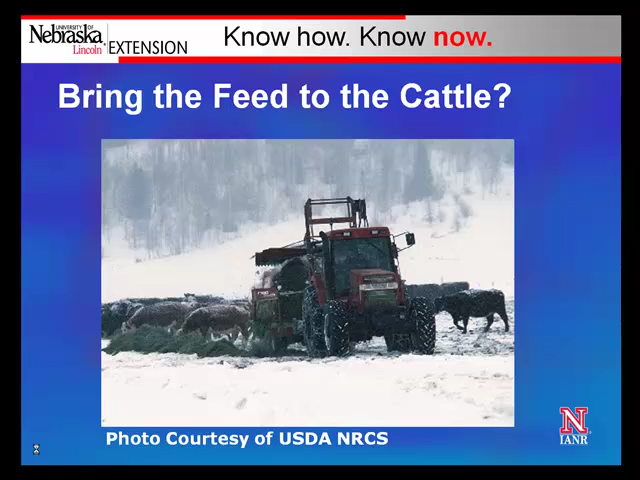 UNIVERSITY OF
Nebraska
Lincoln
EXTENSION
Know how. Know now.
Bring the Feed to the Cattle?
Photo Courtesy of USDA NRCS
N
IANR